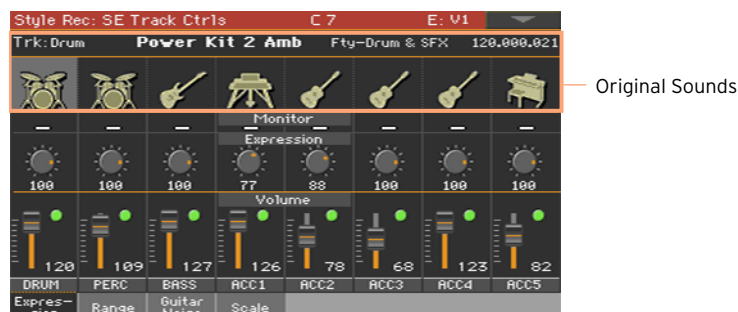 Style Rec: SE Track Ctrls C 7 E: V1
Trk: Drum Power Kit 2 Amb Fty-Drum & SFX 120.000.021
Original Sounds
Monitor
Expression
100 100 100 77 88 100 100 100
Volume
120 109 127 126 78 68 123 82
DRUM PERC BASS ACC1 ACC2 ACC3 ACC4 ACC5
Expres- Range Guitar Scale